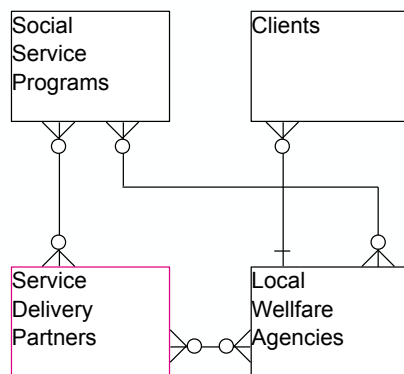 Social
Service
Programs
Clients
Service
Delivery
Partners
Local
Wellfare
Agencies